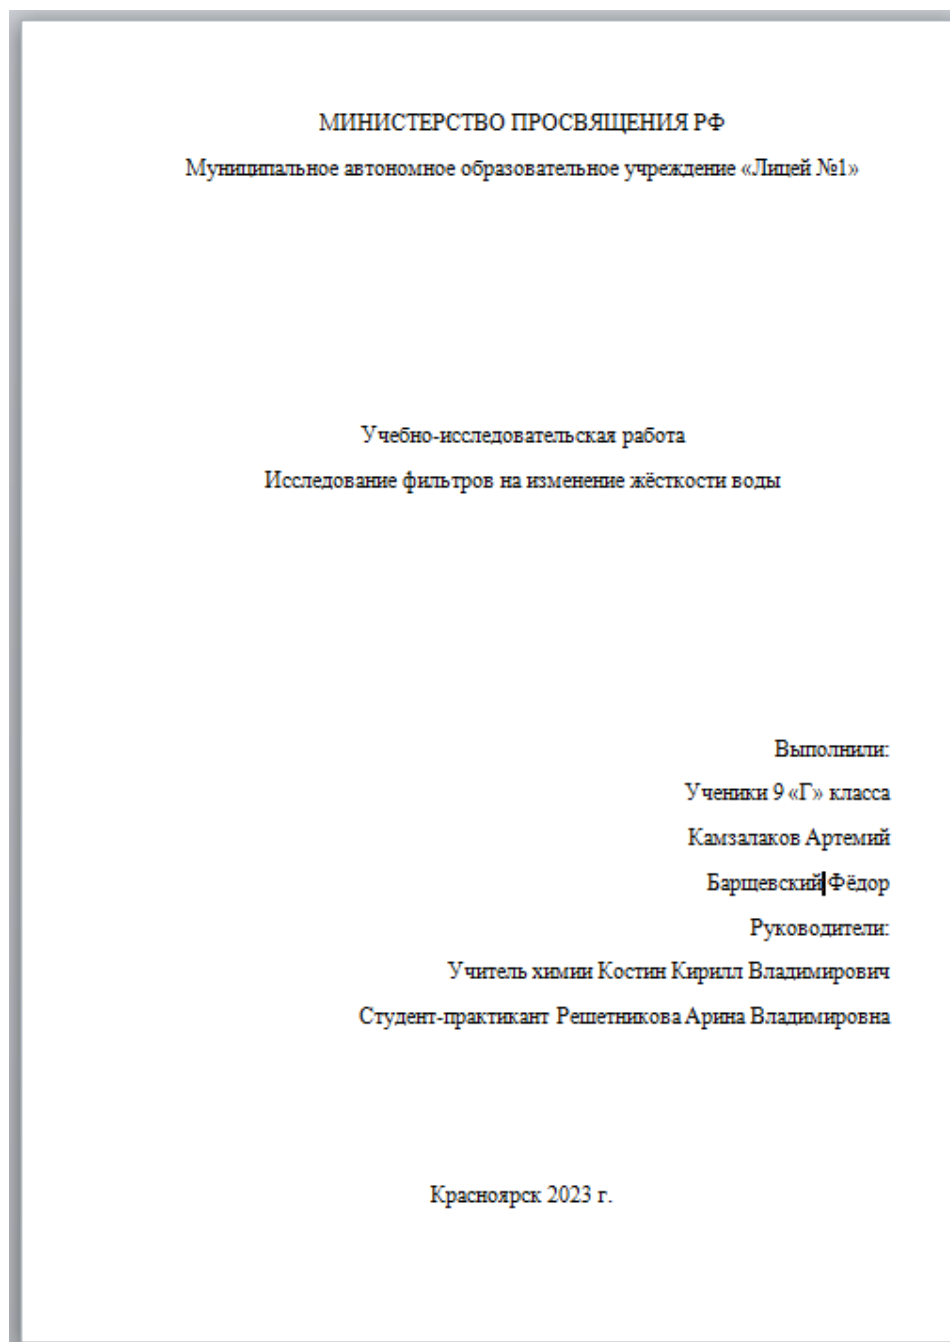 МИНИСТЕРСТВО ПРОСВЯЩЕНИЯ РФ
Муниципальное автономное образовательное учреждение «Лицей №1»
Учебно-исследовательская работа
Исследование фильтров на изменение жёсткости воды
Выполнили:
Ученики 9 «Г» класса
Камзалаков Артемий
Барщевский Фёдор
Руководители:
Учитель химии Костин Кирилл Владимирович
Студент-практикант Решетникова Арина Владимировна
Красноярск 2023 г.